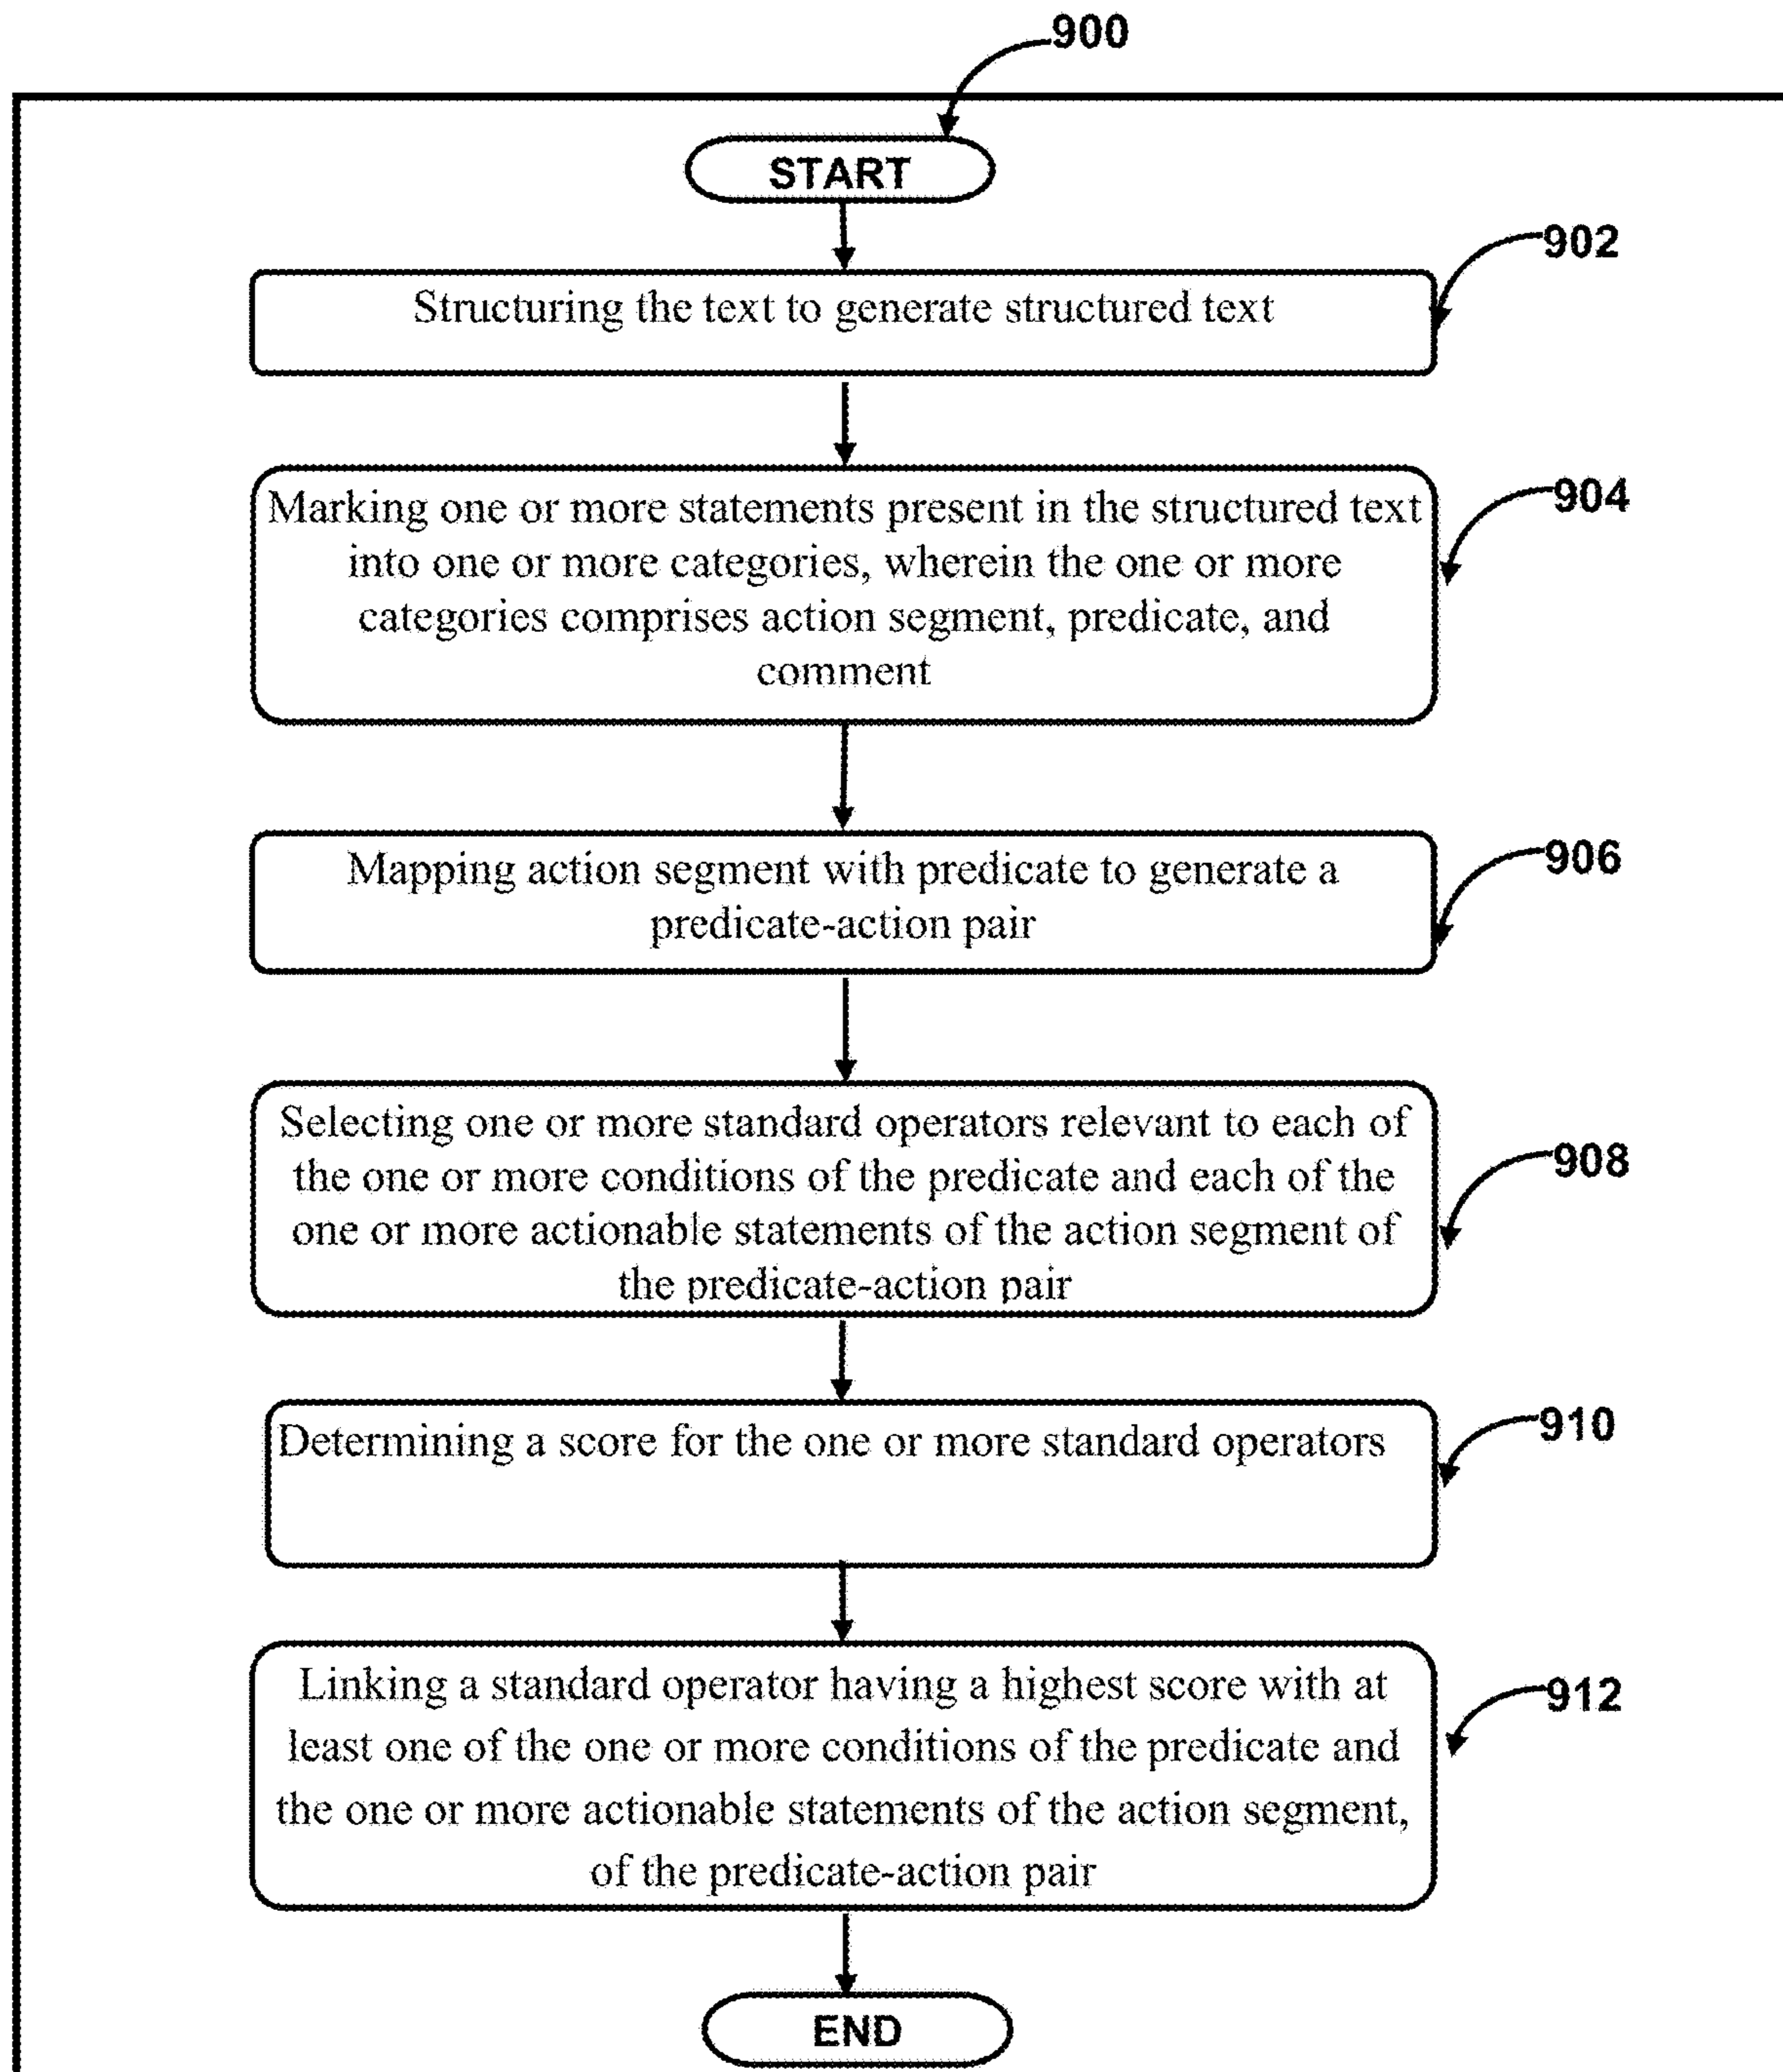 900
START
902
Structuring the text to generate structured text
904
Marking one or more statements present in the structured text
into one or more categories, wherein the one or more
categories comprises action segment, predicate, and
comment
906
Mapping action segment with predicate to generate a
predicate-action pair
908
Selecting one or more standard operators relevant to each of
the one or more conditions of the predicate and each of the
one or more actionable statements of the action segment of
the predicate-action pair
910
Determining a score for the one or more standard operators
912
Linking a standard operator having a highest score with at
least one of the one or more conditions of the predicate and
the one or more actionable statements of the action segment,
of the predicate-action pair
END